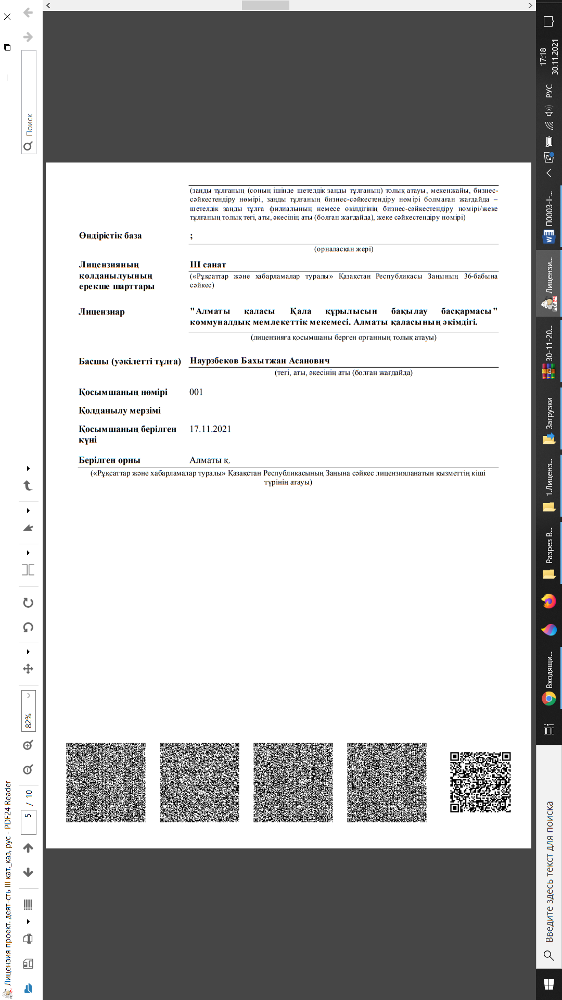 (заңды тұлғаның (соның ішінде шетелдік заңды тұлғаның) толық атауы, мекенжайы, бизнес-
сәйкестендіру нөмірі, заңды тұлғаның бизнес-сәйкестендіру нөмірі болмаған жағдайда –
шетелдік заңды тұлға филиалының немесе өкілдігінің бизнес-сәйкестендіру нөмірі/жеке
тұлғаның толық тегі, аты, әкесінің аты (болған жағдайда), жеке сәйкестендіру нөмірі)
Өндірістік база ;
(орналасқан жері)
Лицензияның III санат
қолданылуының («Рұқсаттар және хабарламалар туралы» Қазақстан Республикасы Заңының 36-бабына
ерекше шарттары сәйкес)
Лицензиар "Алматы қаласы Қала құрылысын бақылау басқармасы"
коммуналдық мемлекеттік мекемесі. Алматы қаласының әкімдігі.
(лицензияға қосымшаны берген органның толық атауы)
Басшы (уәкілетті тұлға) Наурзбеков Бахытжан Асанович
(тегі, аты, әкесінің аты (болған жағдайда)
Қосымшаның нөмірі 001
Қолданылу мерзімі
Қосымшаның берілген 17.11.2021
күні
Берілген орны Алматы қ.
(«Рұқсаттар және хабарламалар туралы» Қазақстан Республикасының Заңына сәйкес лицензияланатын қызметтің кіші
түрінің атауы)
Лицензия проект. деят-сть III кат._каз, рус - PDF24 Reader
5 / 10
82%
Поиск
Введите здесь текст для поиска
Входящи...
Разрез В...
1.Лиценз...
Загрузки
30-11-20...
Лицензи...
П0003-I-...
РУС
17:18
30.11.2021